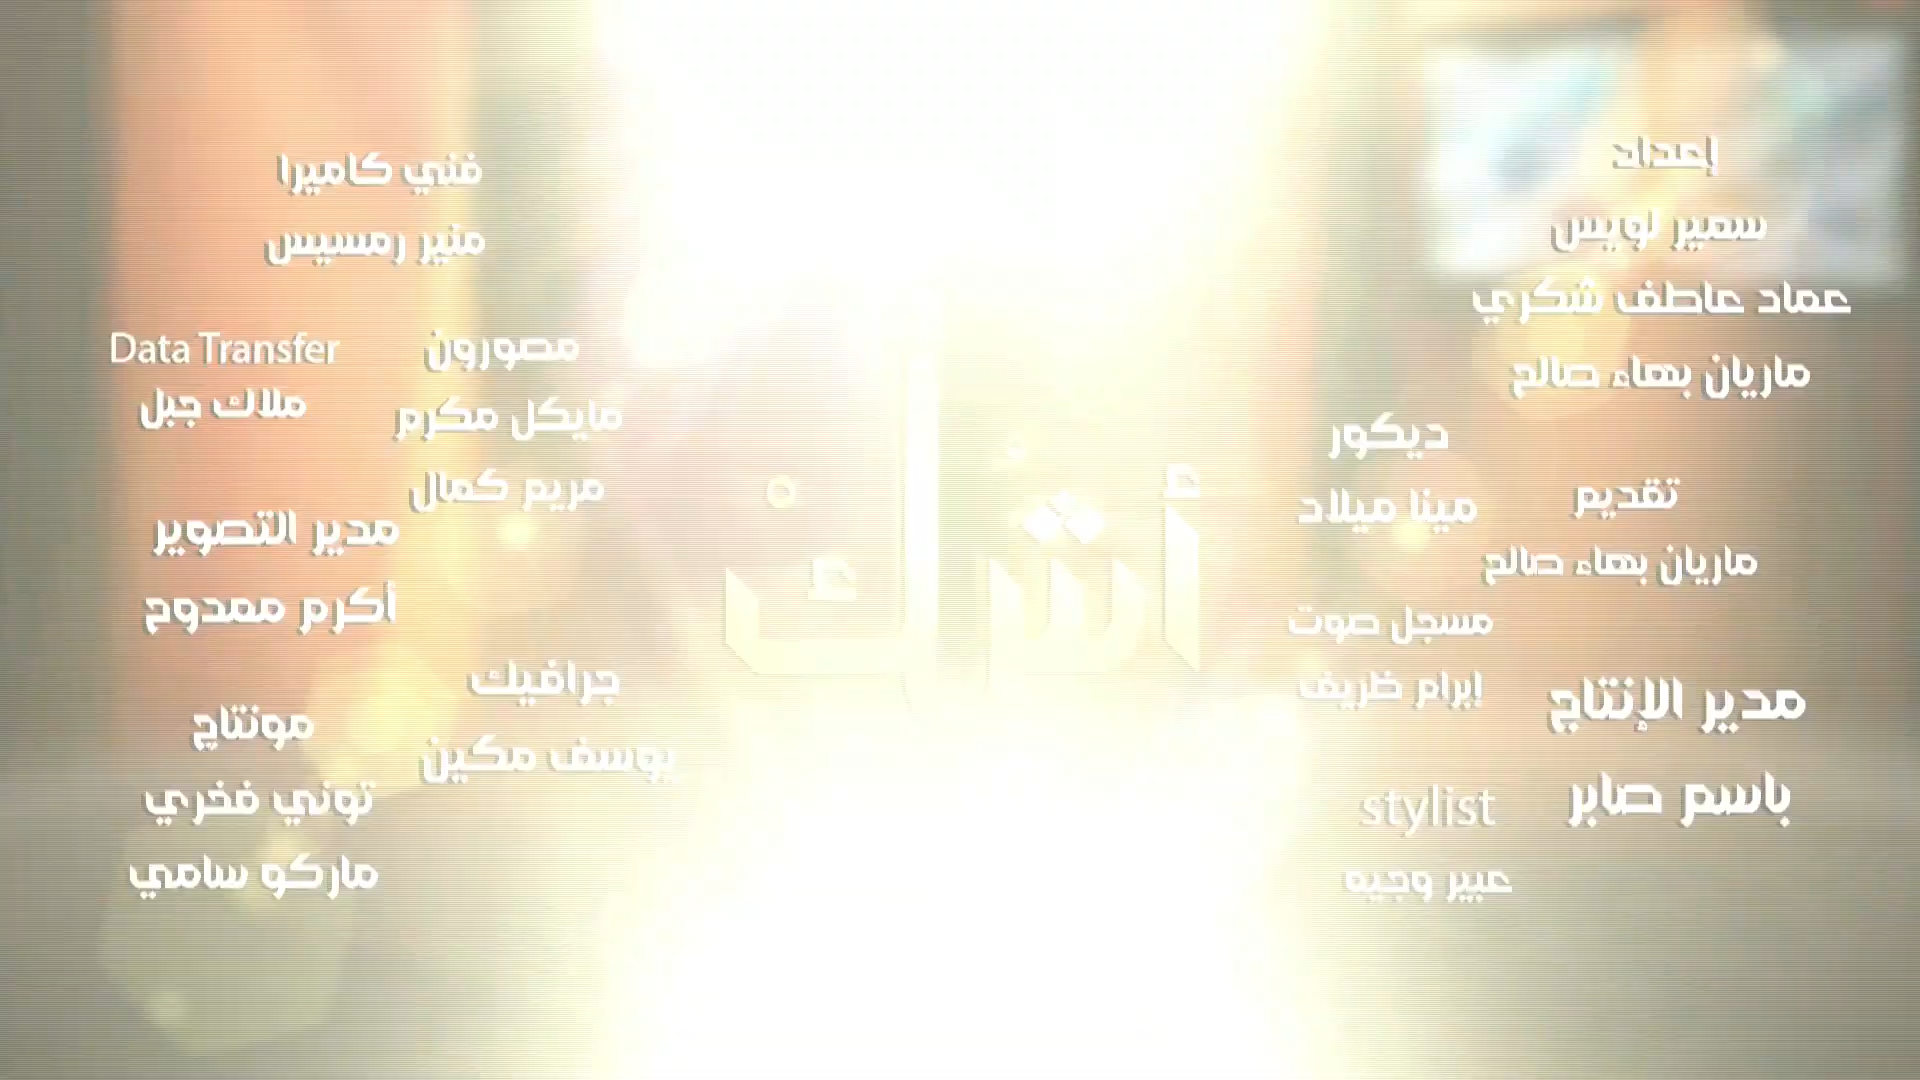 إعداد
سمير لويس
عماد عاطف شكري
ماريان بهاء صالح
تقديم
ماريان بهاء صالح
مدير الإنتاج
باسم صابر
ديكور
مينا ميلاد
مسجل صوت
إبرام ظريف
stylist
عبير وجيه
فني كاميرا
منير رمسيس
مصورون
مايكل مكرم
مريم كمال
Data Transfer
ملاك جبل
مدير التصوير
أكرم ممدوح
جرافيك
يوسف مكين
مونتاج
توني فخري
ماركو سامي